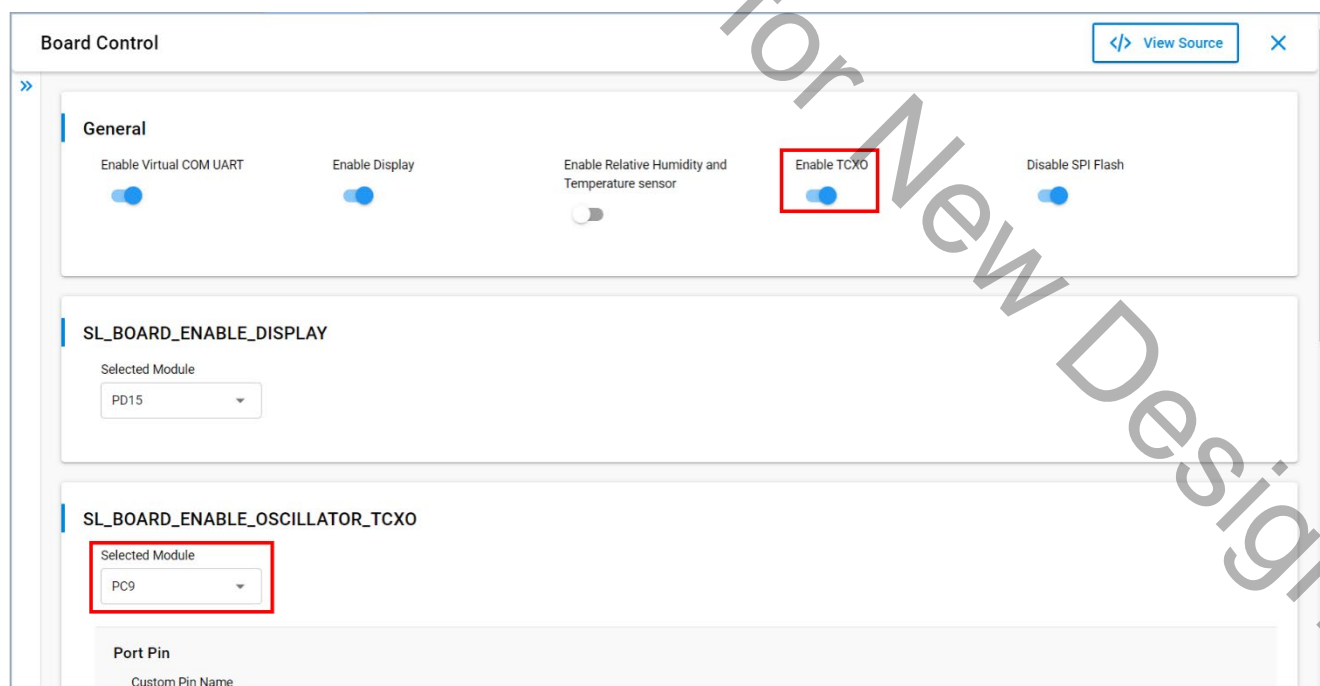 Board Control
</> View Source
General
Enable Virtual COM UART
Enable Display
Enable Relative Humidity and
Temperature sensor
Enable TCXO
Disable SPI Flash
SL_BOARD_ENABLE_DISPLAY
Selected Module
PD15
SL_BOARD_ENABLE_OSCILLATOR_TCXO
Selected Module
PC9
Port Pin
Custom Pin Name
for New Design